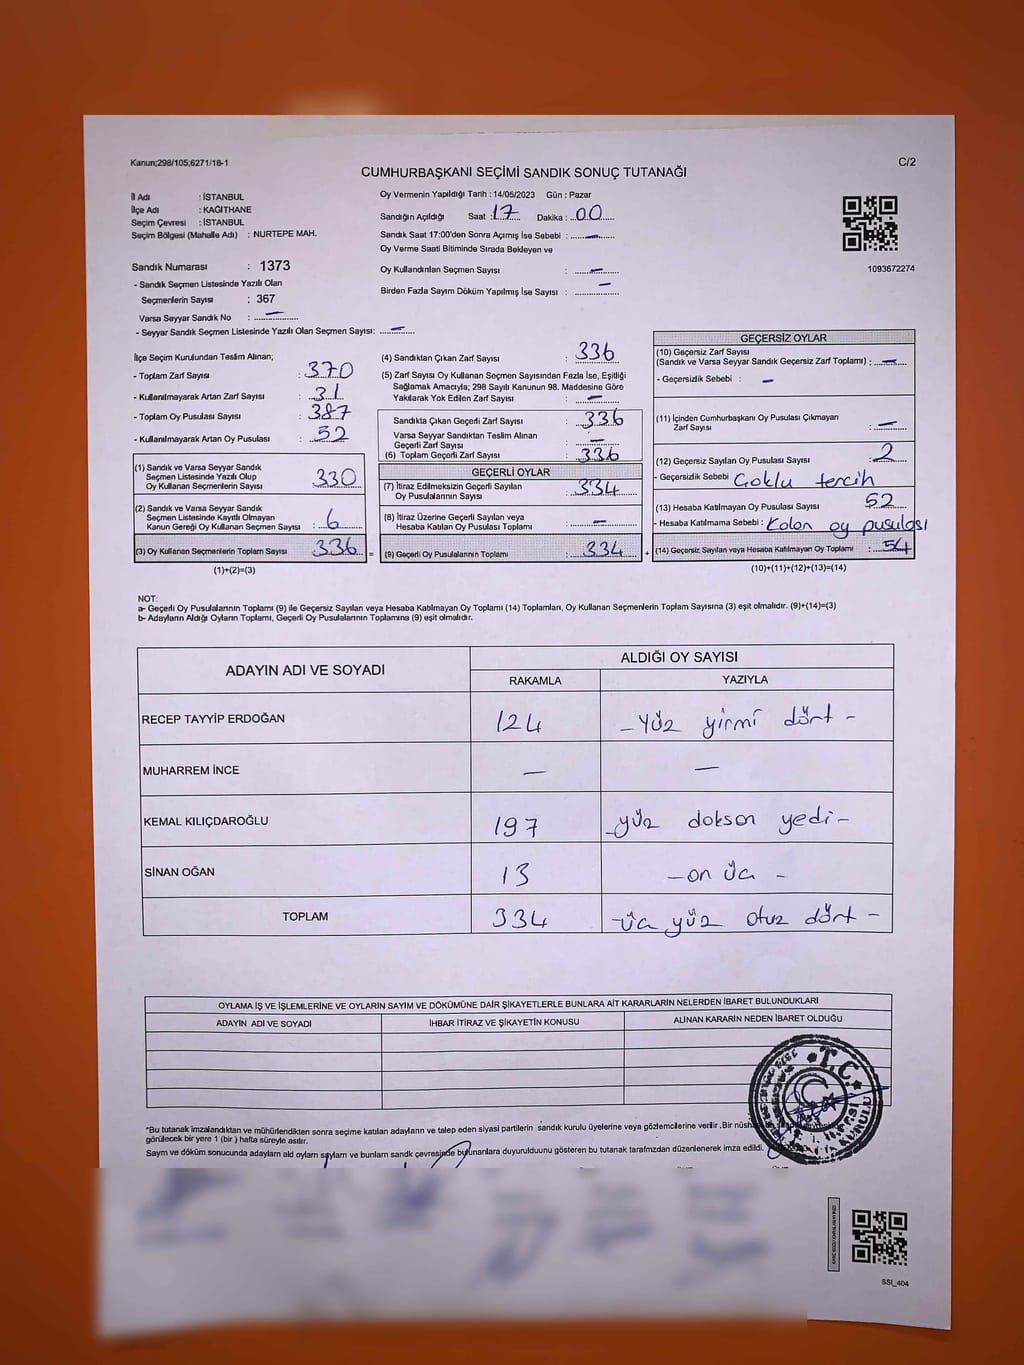 Kanun;298/105;6271/18-1
C/2
CUMHURBAŞKANI SEÇİMİ SANDIK SONUÇ TUTANAĞI
İl Adı : İSTANBUL
İlçe Adı : KAĞITHANE
Seçim Çevresi : İSTANBUL
Seçim Bölgesi (Mahalle Adı) : NURTEPE MAH.
Sandık Numarası : 1373
- Sandık Seçmen Listesinde Yazılı Olan
Seçmenlerin Sayısı : 367
Varsa Seyyar Sandık No : —
- Seyyar Sandık Seçmen Listesinde Yazılı Olan Seçmen Sayısı: —
Oy Vermenin Yapıldığı Tarih : 14/05/2023 Gün : Pazar
Sandığın Açıldığı Saat : 17 Dakika : 00
Sandık Saat 17:00'den Sonra Açımış İse Sebebi : —
Oy Verme Saati Bitiminde Sırada Bekleyen ve
Oy Kullandırılan Seçmen Sayısı : —
Birden Fazla Sayım Döküm Yapılmış İse Sayısı : —
1093672274
İlçe Seçim Kurulundan Teslim Alınan;
- Toplam Zarf Sayısı : 370
- Kullanılmayarak Artan Zarf Sayısı : 31
- Toplam Oy Pusulası Sayısı : 387
- Kullanılmayarak Artan Oy Pusulası : 52
(1) Sandık ve Varsa Seyyar Sandık
Seçmen Listesinde Yazılı Olup
Oy Kullanan Seçmenlerin Sayısı : 330
(2) Sandık ve Varsa Seyyar Sandık
Seçmen Listesinde Kayıtlı Olmayan
Kanun Gereği Oy Kullanan Seçmen Sayısı : 6
(3) Oy Kullanan Seçmenlerin Toplam Sayısı : 336
(1)+(2)=(3)
(4) Sandıktan Çıkan Zarf Sayısı : 336
(5) Zarf Sayısı Oy Kullanan Seçmen Sayısından Fazla İse, Eşitliği
Sağlamak Amacıyla; 298 Sayılı Kanunun 98. Maddesine Göre
Yakılarak Yok Edilen Zarf Sayısı : —
Sandıkta Çıkan Geçerli Zarf Sayısı : 336
Varsa Seyyar Sandıktan Teslim Alınan
Geçerli Zarf Sayısı : —
(6) Toplam Geçerli Zarf Sayısı : 336
GEÇERLİ OYLAR
(7) İtiraz Edilmeksizin Geçerli Sayılan
Oy Pusulalarının Sayısı : 334
(8) İtiraz Üzerine Geçerli Sayılan veya
Hesaba Katılan Oy Pusulası Toplamı : —
= (9) Geçerli Oy Pusulalarının Toplamı : 334 +
GEÇERSİZ OYLAR
(10) Geçersiz Zarf Sayısı
(Sandık ve Varsa Seyyar Sandık Geçersiz Zarf Toplamı) : —
- Geçersizlik Sebebi : —
(11) İçinden Cumhurbaşkanı Oy Pusulası Çıkmayan
Zarf Sayısı : —
(12) Geçersiz Sayılan Oy Pusulası Sayısı : 2
- Geçersizlik Sebebi Çoklu tercih
(13) Hesaba Katılmayan Oy Pusulası Sayısı 52
- Hesaba Katılmama Sebebi : Kalan oy pusulası
(14) Geçersiz Sayılan veya Hesaba Katılmayan Oy Toplamı : 54
(10)+(11)+(12)+(13)=(14)
NOT:
a- Geçerli Oy Pusulalarının Toplamı (9) ile Geçersiz Sayılan veya Hesaba Katılmayan Oy Toplamı (14) Toplamları, Oy Kullanan Seçmenlerin Toplam Sayısına (3) eşit olmalıdır. (9)+(14)=(3)
b- Adayların Aldığı Oyların Toplamı, Geçerli Oy Pusulalarının Toplamına (9) eşit olmalıdır.
ADAYIN ADI VE SOYADI
ALDIĞI OY SAYISI
RAKAMLA YAZIYLA
RECEP TAYYİP ERDOĞAN 124 - Yüz yirmi dört -
MUHARREM İNCE — —
KEMAL KILIÇDAROĞLU 197 - yüz doksan yedi -
SİNAN OĞAN 13 - on üç -
TOPLAM 334 - üç yüz otuz dört -
OYLAMA İŞ VE İŞLEMLERİNE VE OYLARIN SAYIM VE DÖKÜMÜNE DAİR ŞİKAYETLERLE BUNLARA AİT KARARLARIN NELERDEN İBARET BULUNDUKLARI
ADAYIN ADI VE SOYADI
İHBAR İTİRAZ VE ŞİKAYETİN KONUSU
ALINAN KARARIN NEDEN İBARET OLDUĞU
T.C.
KURULU
*Bu tutanak imzalandıktan ve mühürlendikten sonra seçime katılan adayların ve talep eden siyasi partilerin sandık kurulu üyelerine veya gözlemcilerine verilir .Bir
görülecek bir yere 1 (bir ) hafta süreyle asılır.
Sayım ve döküm sonucunda adayların ald oyların sayların ve bunların sandk çevresinde bulunanlara duyurulduunu gösteren bu tutanak tarafımzdan düzenlenerek imza edildi.
SSI_404